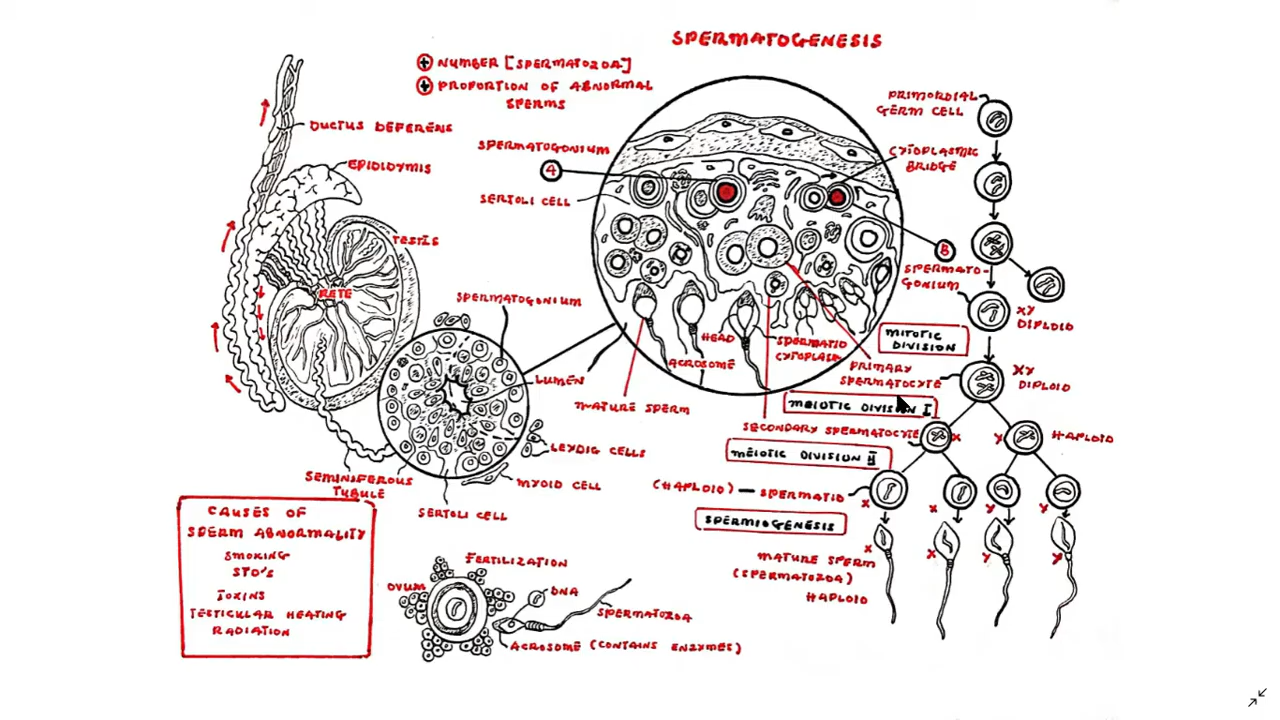 SPERMATOGENESIS
+ NUMBER [SPERMATOZOA]
+ PROPORTION OF ABNORMAL
SPERMS
DUCTUS DEFERENS
EPIDIDYMIS
TESTIS
RETE
SPERMATOGONIUM
A
SERTOLI CELL
PRIMORDIAL
GERM CELL
CYTOPLASMIC
BRIDGE
B
SPERMATO-
GONIUM
XY
DIPLOID
MITOTIC
DIVISION
PRIMARY
SPERMATOCYTE
XY
DIPLOID
MEIOTIC DIVISION I
SECONDARY SPERMATOCYTE
X
Y
HAPLOID
MEIOTIC DIVISION II
(HAPLOID) — SPERMATID
X
X
Y
Y
SPERMIOGENESIS
MATURE SPERM
(SPERMATOZOA)
HAPLOID
X
X
Y
Y
HEAD
ACROSOME
SPERMATID
CYTOPLASM
MATURE SPERM
SPERMATOGONIUM
LUMEN
LEYDIG CELLS
MYOID CELL
SERTOLI CELL
SEMINIFEROUS
TUBULE
CAUSES OF
SPERM ABNORMALITY
SMOKING
STD'S
TOXINS
TESTICULAR HEATING
RADIATION
FERTILIZATION
OVUM
DNA
SPERMATOZOA
ACROSOME (CONTAINS ENZYMES)